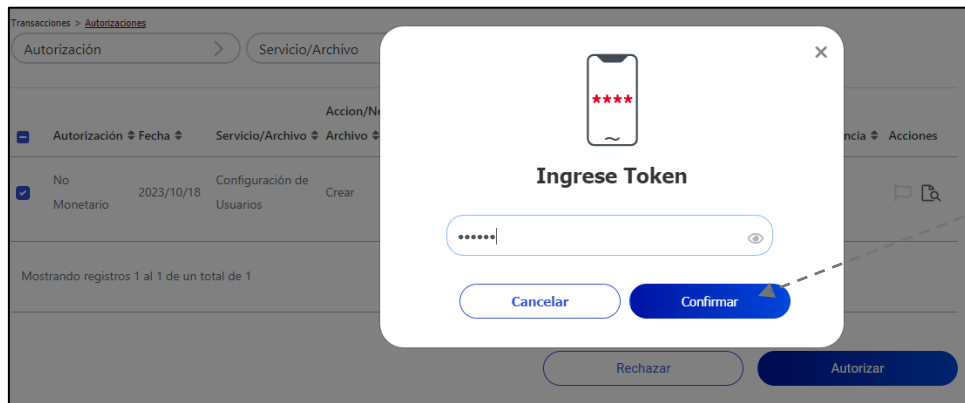 Transacciones > Autorizaciones
Autorización
Servicio/Archivo
****
Ingrese Token
••••••
Cancelar
Confirmar
Accion/No
Autorización Fecha Servicio/Archivo Archivo ncia Acciones
No Monetario
2023/10/18
Configuración de Usuarios
Crear
Mostrando registros 1 al 1 de un total de 1
Rechazar
Autorizar